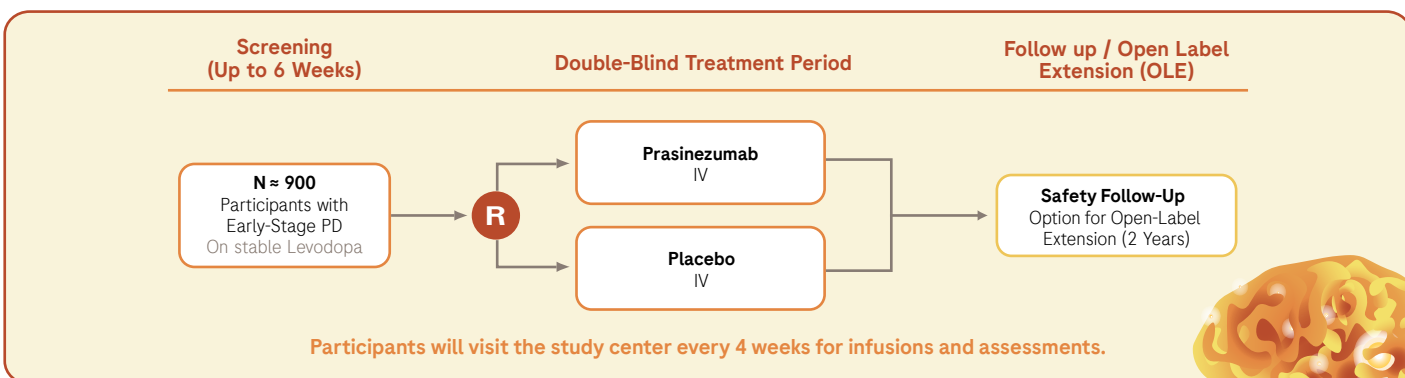 Screening
(Up to 6 Weeks)
Double-Blind Treatment Period
Follow up / Open Label
Extension (OLE)
N ≈ 900
Participants with
Early-Stage PD
On stable Levodopa
R
Prasinezumab
IV
Placebo
IV
Safety Follow-Up
Option for Open-Label
Extension (2 Years)
Participants will visit the study center every 4 weeks for infusions and assessments.